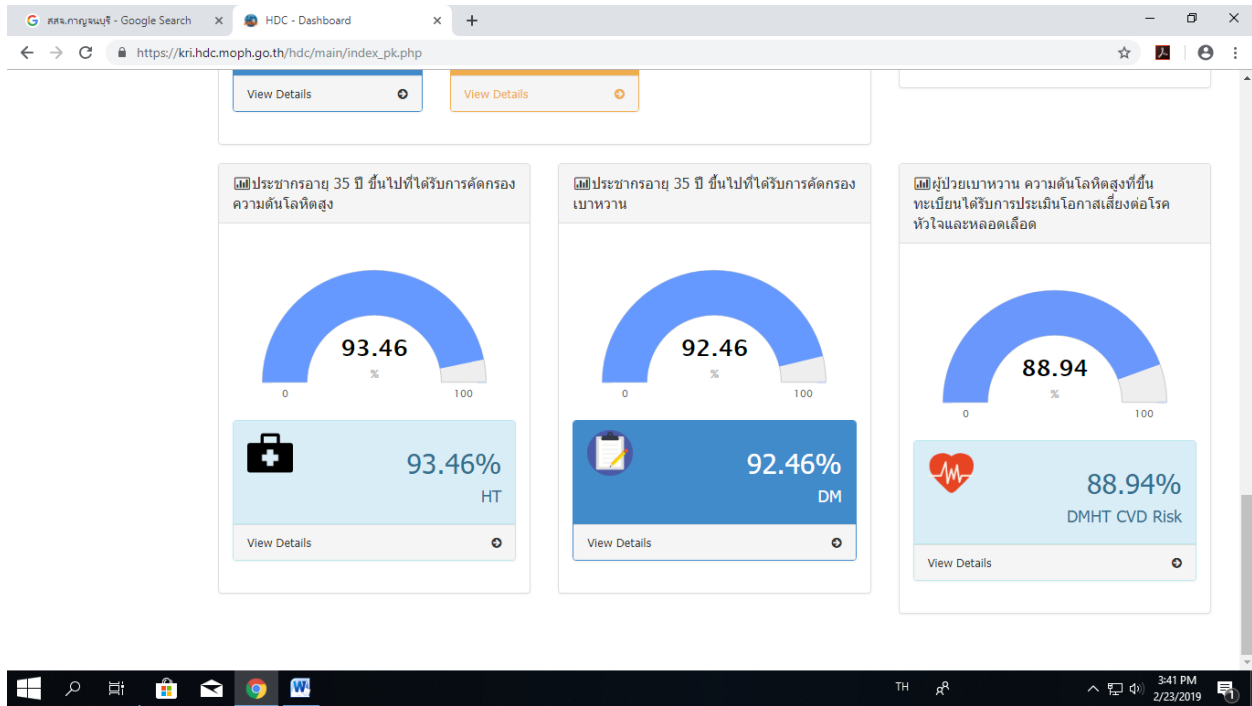 สสจ.กาญจนบุรี - Google Search
HDC - Dashboard
https://kri.hdc.moph.go.th/hdc/main/index_pk.php
View Details
View Details
ประชากรอายุ 35 ปี ขึ้นไปที่ได้รับการคัดกรอง
ความดันโลหิตสูง
93.46
%
0
100
93.46%
HT
View Details
ประชากรอายุ 35 ปี ขึ้นไปที่ได้รับการคัดกรอง
เบาหวาน
92.46
%
0
100
92.46%
DM
View Details
ผู้ป่วยเบาหวาน ความดันโลหิตสูงที่ขึ้น
ทะเบียนได้รับการประเมินโอกาสเสี่ยงต่อโรค
หัวใจและหลอดเลือด
88.94
%
0
100
88.94%
DMHT CVD Risk
View Details
TH
3:41 PM
2/23/2019
1